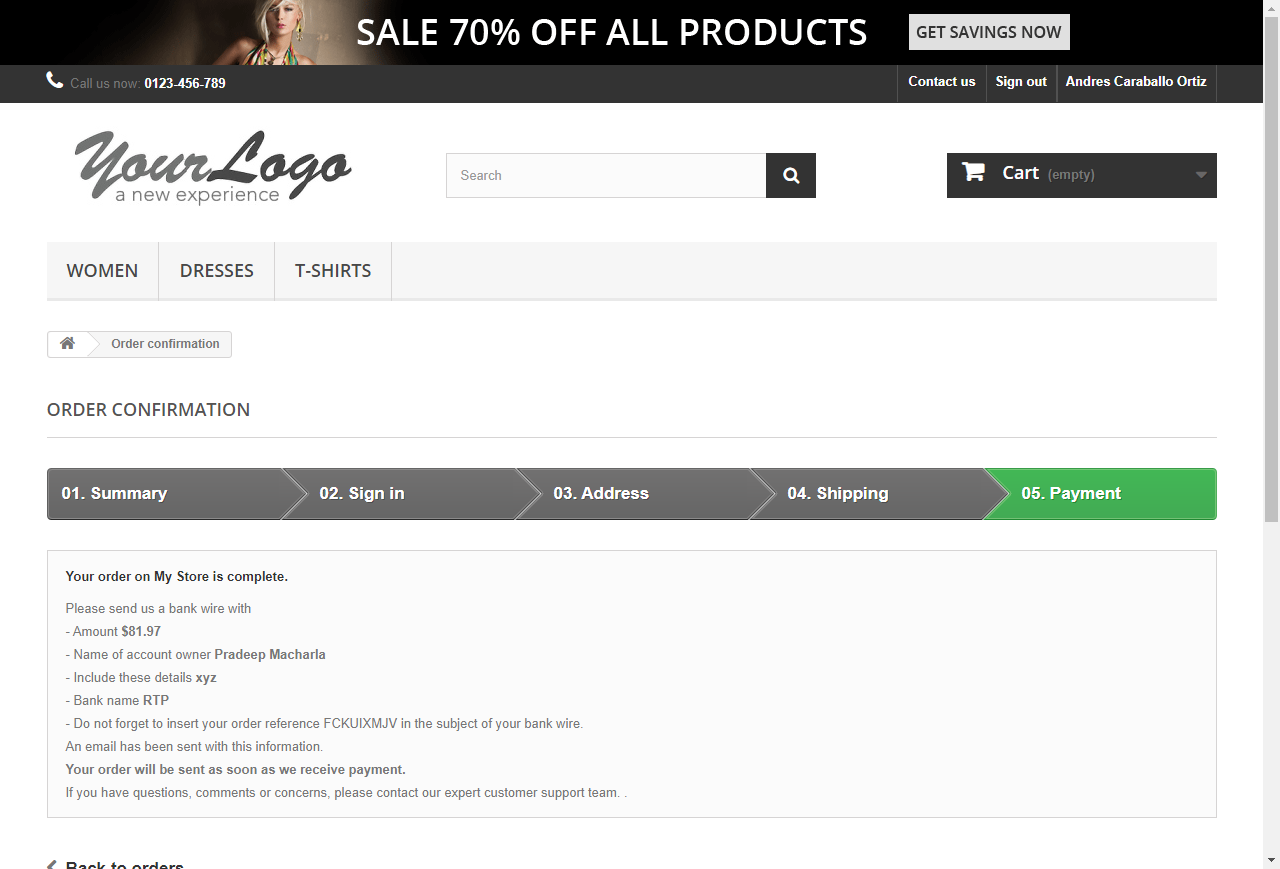 SALE 70% OFF ALL PRODUCTS GET SAVINGS NOW
Call us now: 0123-456-789 Contact us Sign out Andres Caraballo Ortiz
YourLogo
a new experience
Search
Cart (empty)
WOMEN DRESSES T-SHIRTS
Order confirmation
ORDER CONFIRMATION
01. Summary 02. Sign in 03. Address 04. Shipping 05. Payment
Your order on My Store is complete.
Please send us a bank wire with
- Amount $81.97
- Name of account owner Pradeep Macharla
- Include these details xyz
- Bank name RTP
- Do not forget to insert your order reference FCKUIXMJV in the subject of your bank wire.
An email has been sent with this information.
Your order will be sent as soon as we receive payment.
If you have questions, comments or concerns, please contact our expert customer support team. .
Back to orders